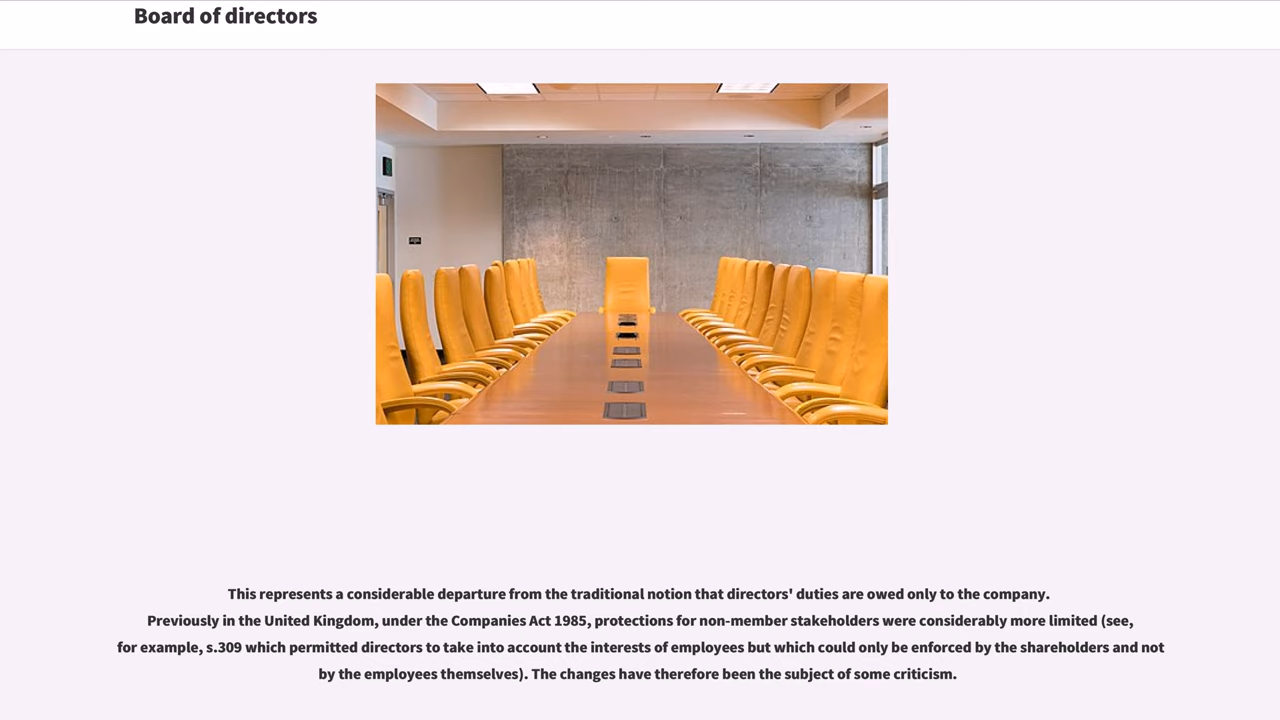 Board of directors
This represents a considerable departure from the traditional notion that directors' duties are owed only to the company.
Previously in the United Kingdom, under the Companies Act 1985, protections for non-member stakeholders were considerably more limited (see,
for example, s.309 which permitted directors to take into account the interests of employees but which could only be enforced by the shareholders and not
by the employees themselves). The changes have therefore been the subject of some criticism.